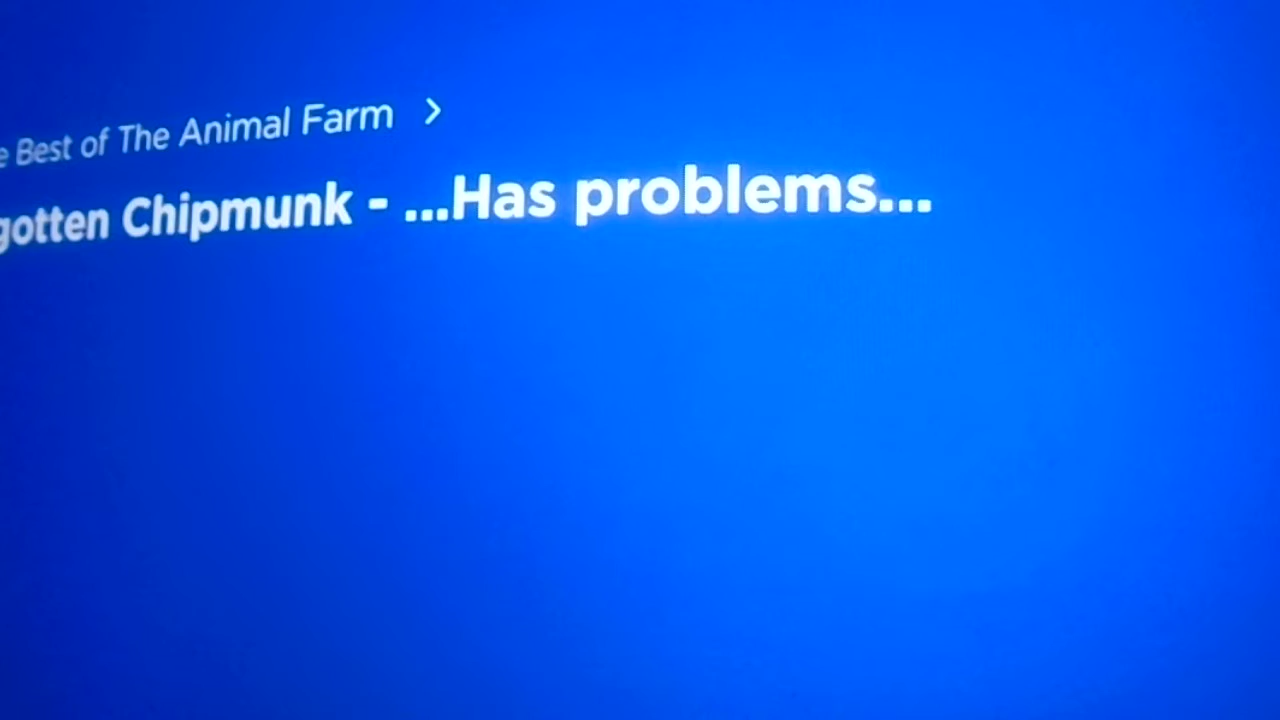 e Best of The Animal Farm >
gotten Chipmunk - ...Has problems...